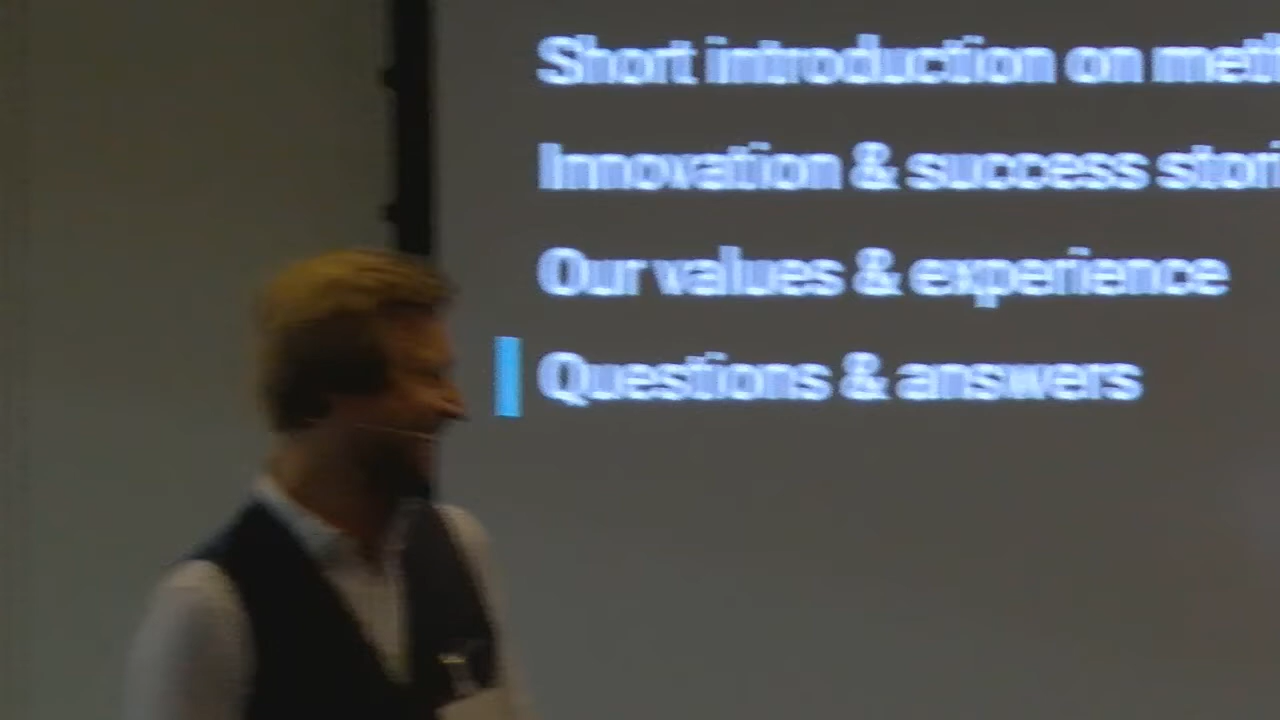 Short introduction on
Innovation & success
Our values & experience
Questions & answers